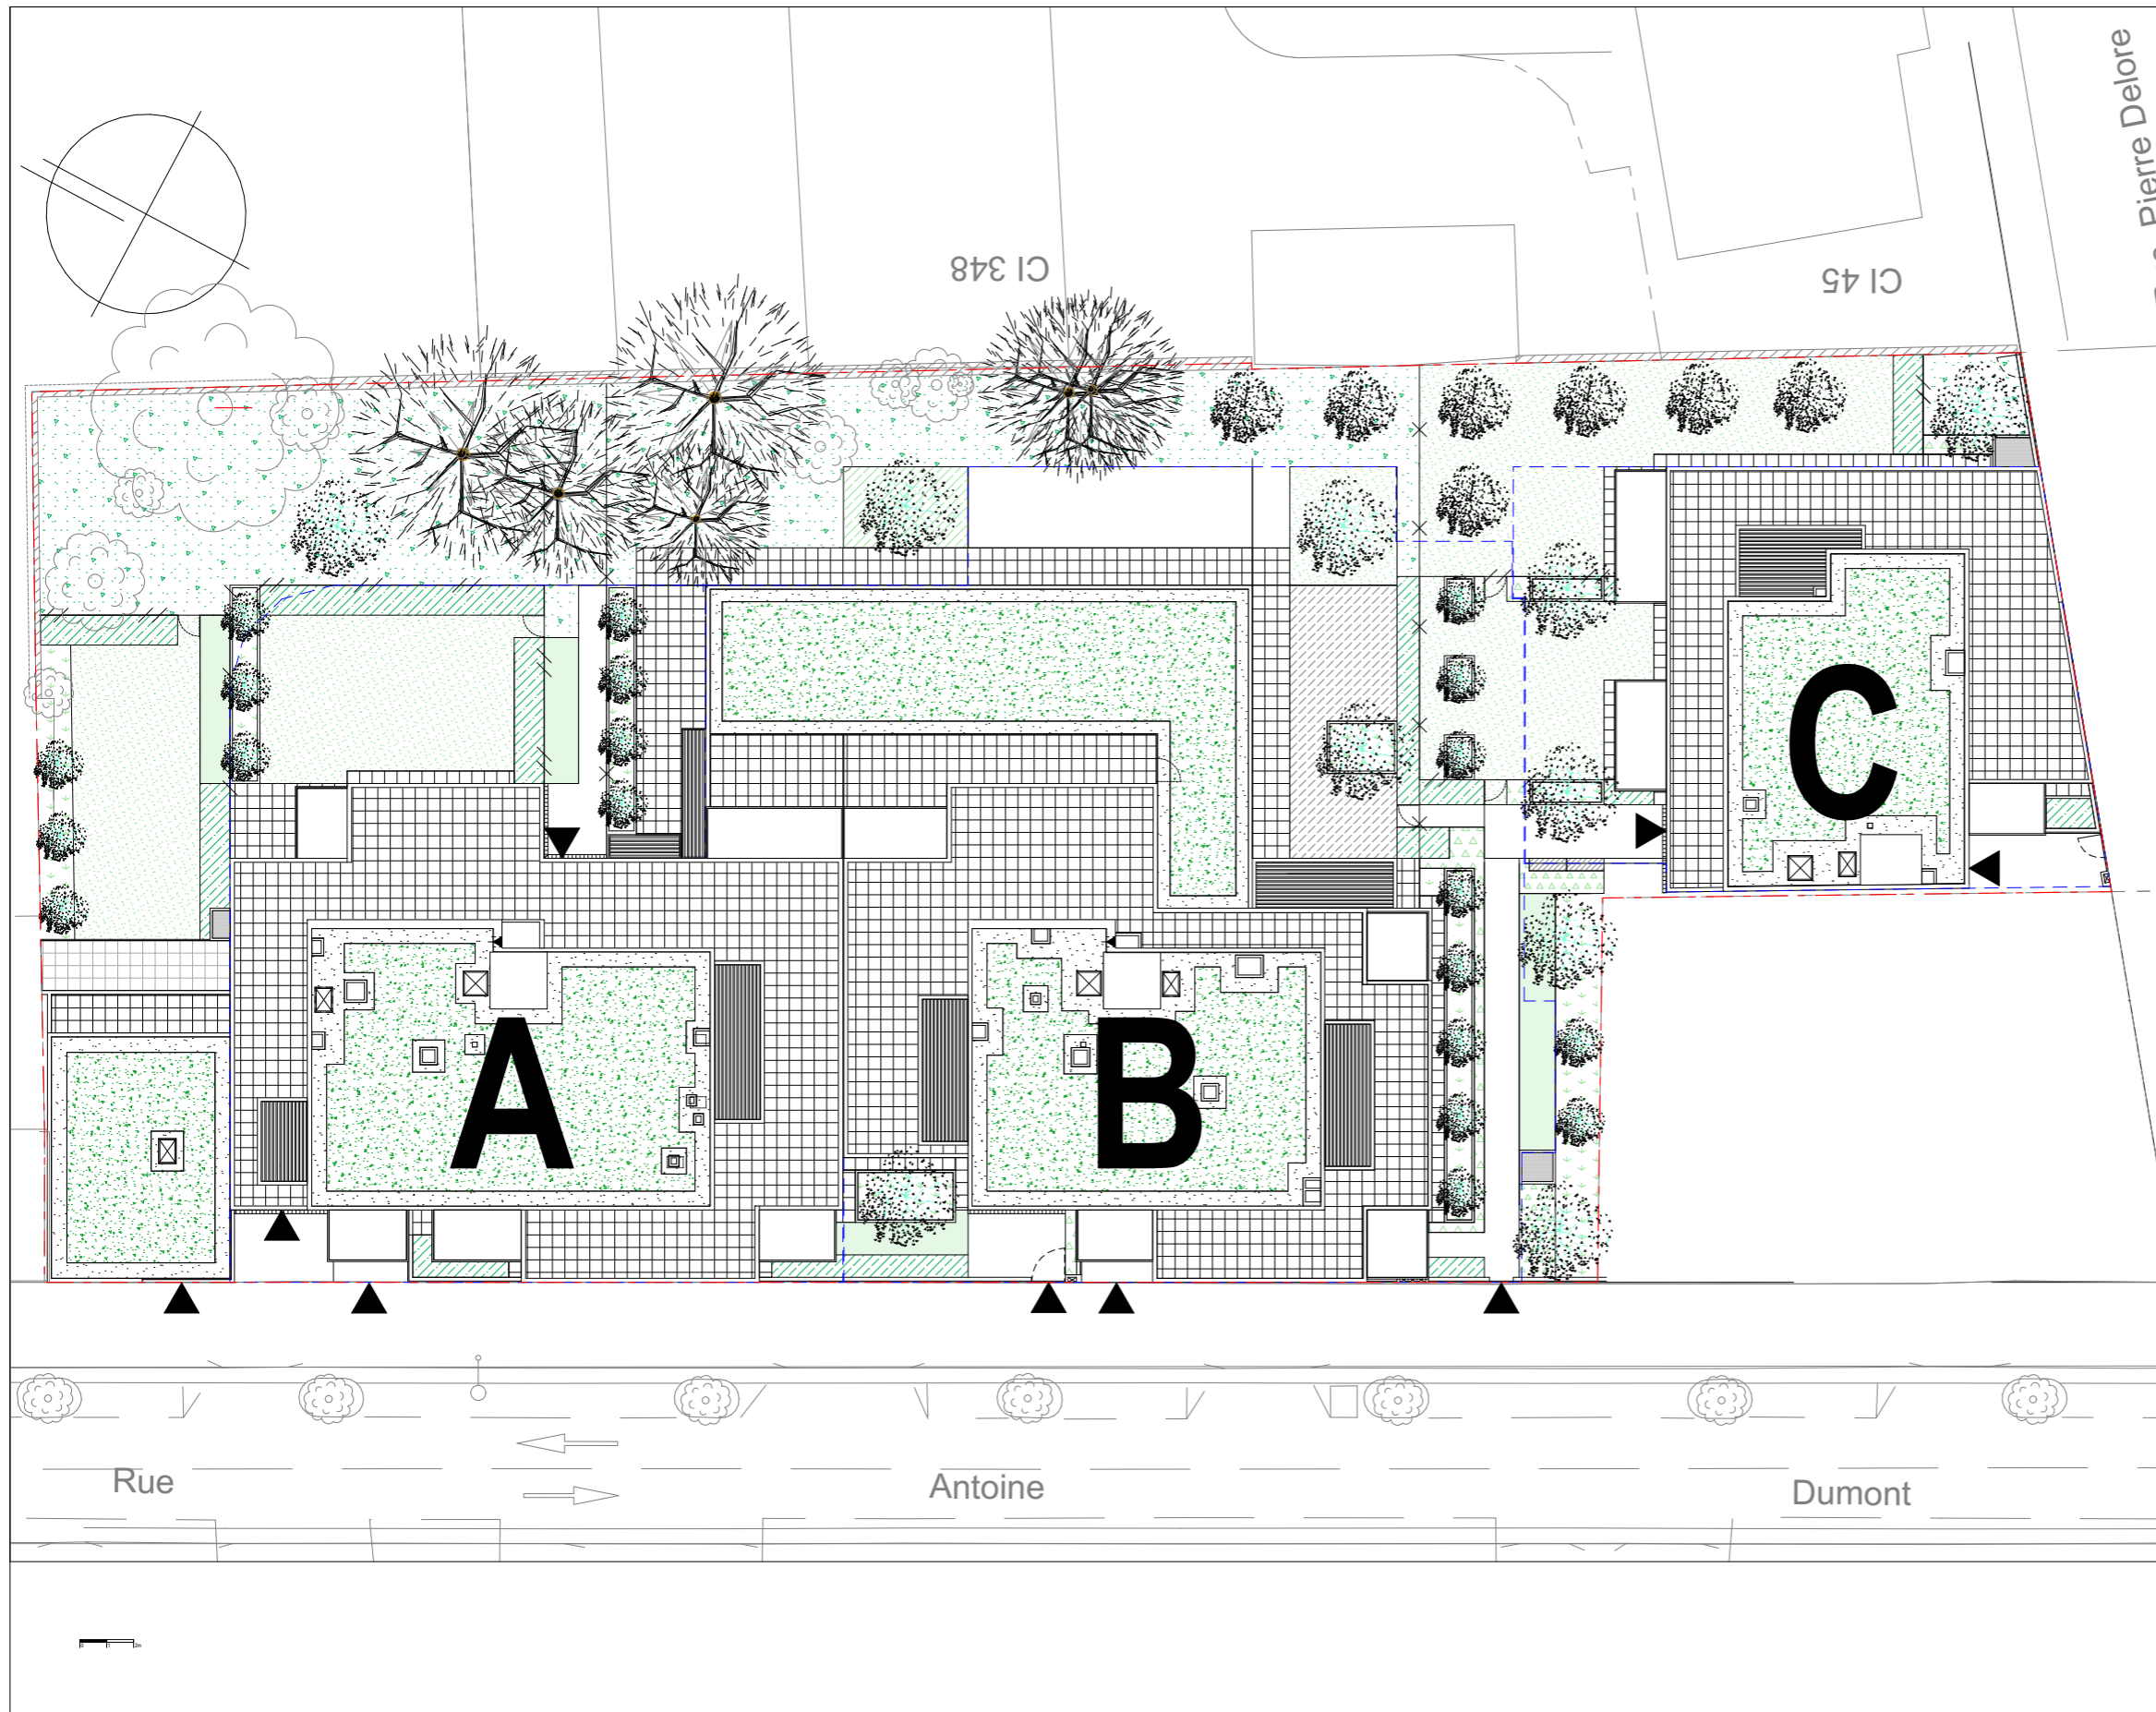 Pierre Delore
CI 348
CI 45
C
A
B
Rue
Antoine
Dumont